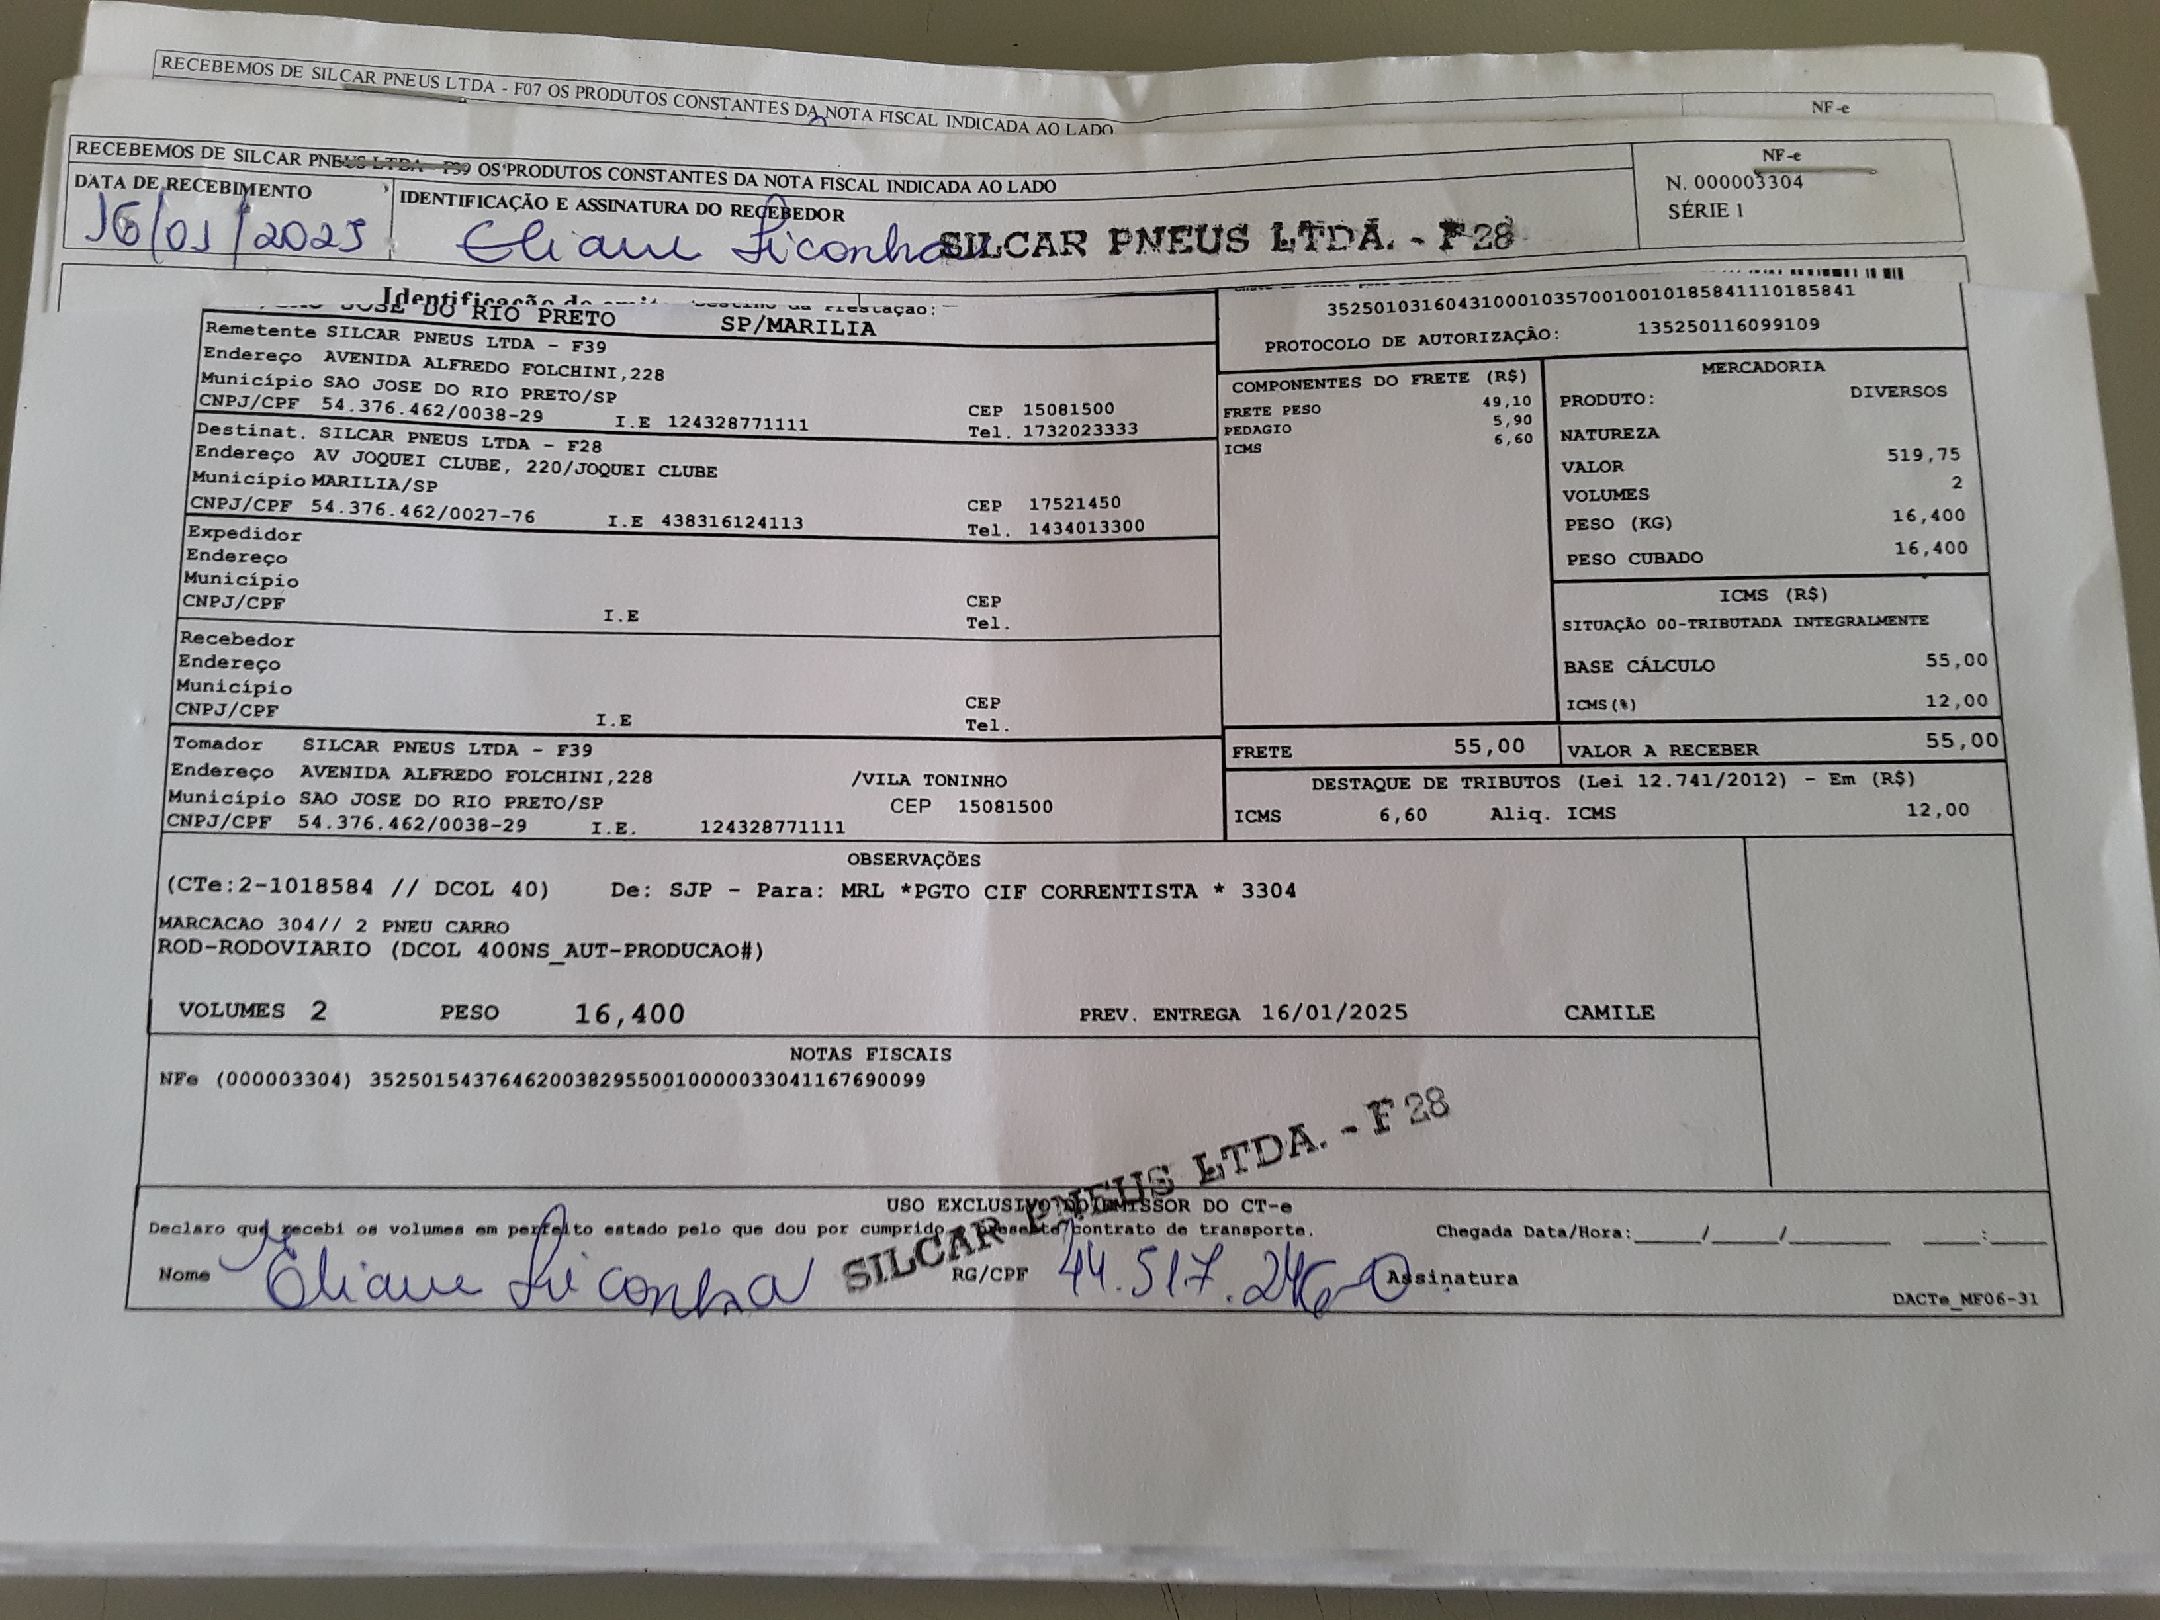 RECEBEMOS DE SILCAR PNEUS LTDA - F07 OS PRODUTOS CONSTANTES DA NOTA FISCAL INDICADA AO LADO
NF-e
RECEBEMOS DE SILCAR PNEUS LTDA - F39 OS PRODUTOS CONSTANTES DA NOTA FISCAL INDICADA AO LADO
NF-e
N. 000003304
SÉRIE 1
DATA DE RECEBIMENTO
IDENTIFICAÇÃO E ASSINATURA DO RECEBEDOR
16/01/2025
Eliane
SILCAR PNEUS LTDA. - F 28
Identificação do
JOSE DO RIO PRETO
SP/MARILIA
PROTOCOLO DE AUTORIZAÇÃO: 135250116099109
Remetente SILCAR PNEUS LTDA - F39
Endereço AVENIDA ALFREDO FOLCHINI,228
Município SAO JOSE DO RIO PRETO/SP
CEP 15081500
CNPJ/CPF 54.376.462/0038-29 I.E 124328771111
Tel. 1732023333
Destinat. SILCAR PNEUS LTDA - F28
Endereço AV JOQUEI CLUBE, 220/JOQUEI CLUBE
Município MARILIA/SP
CEP 17521450
CNPJ/CPF 54.376.462/0027-76 I.E 438316124113
Tel. 1434013300
Expedidor
Endereço
Município
CEP
CNPJ/CPF I.E
Tel.
Recebedor
Endereço
Município
CEP
CNPJ/CPF I.E
Tel.
Tomador SILCAR PNEUS LTDA - F39
Endereço AVENIDA ALFREDO FOLCHINI,228 /VILA TONINHO
Município SAO JOSE DO RIO PRETO/SP CEP 15081500
CNPJ/CPF 54.376.462/0038-29 I.E. 124328771111
COMPONENTES DO FRETE (R$)
FRETE PESO 49,10
PEDAGIO 5,90
ICMS 6,60
MERCADORIA
PRODUTO: DIVERSOS
NATUREZA
VALOR 519,75
VOLUMES 2
PESO (KG) 16,400
PESO CUBADO 16,400
ICMS (R$)
SITUAÇÃO 00-TRIBUTADA INTEGRALMENTE
BASE CÁLCULO 55,00
ICMS(%) 12,00
FRETE 55,00
VALOR A RECEBER 55,00
DESTAQUE DE TRIBUTOS (Lei 12.741/2012) - Em (R$)
ICMS 6,60 Aliq. ICMS 12,00
OBSERVAÇÕES
(CTe:2-1018584 // DCOL 40) De: SJP - Para: MRL *PGTO CIF CORRENTISTA * 3304
MARCACAO 304// 2 PNEU CARRO
ROD-RODOVIARIO (DCOL 400NS_AUT-PRODUCAO#)
VOLUMES 2 PESO 16,400 PREV. ENTREGA 16/01/2025 CAMILE
NOTAS FISCAIS
NFe (000003304) 35250154376462003829550010000033041167690099
SILCAR PNEUS LTDA. - F 28
USO EXCLUSIVO DO EMISSOR DO CT-e
Declaro que recebi os volumes em perfeito estado pelo que dou por cumprido presente contrato de transporte.
Chegada Data/Hora:_____/_____/_______ ____:____
Nome Eliane RG/CPF 44.517.246-0 Assinatura
DACTe_MF06-31